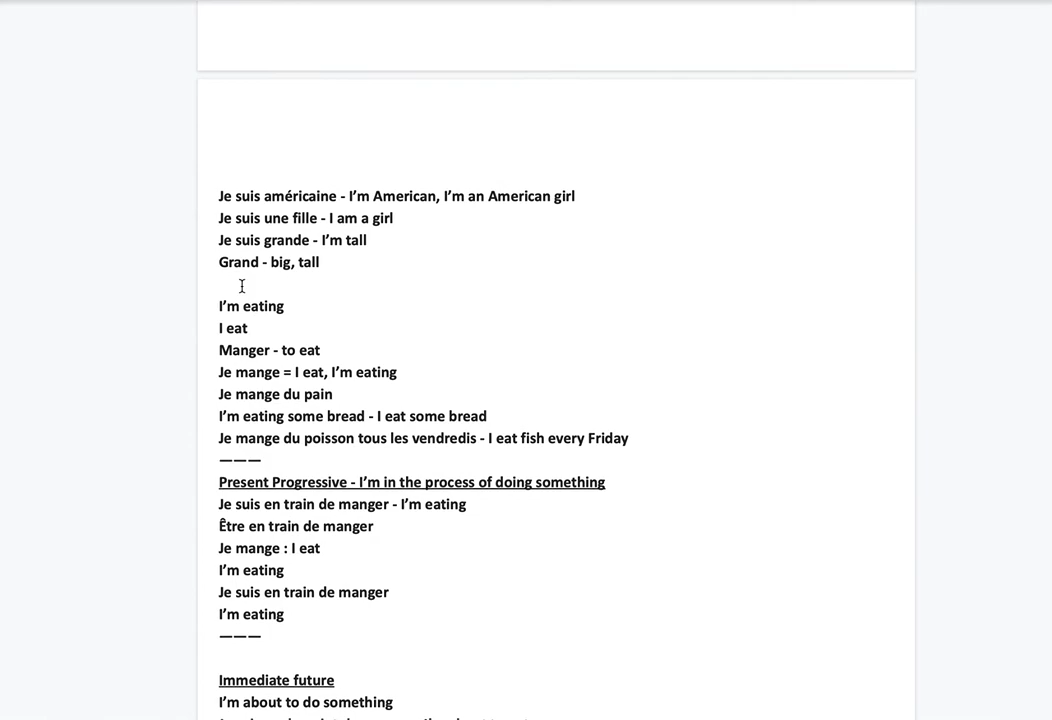 Je suis américaine - I’m American, I’m an American girl
Je suis une fille - I am a girl
Je suis grande - I’m tall
Grand - big, tall
I’m eating
I eat
Manger - to eat
Je mange = I eat, I’m eating
Je mange du pain
I’m eating some bread - I eat some bread
Je mange du poisson tous les vendredis - I eat fish every Friday
———
Present Progressive - I’m in the process of doing something
Je suis en train de manger - I’m eating
Être en train de manger
Je mange : I eat
I’m eating
Je suis en train de manger
I’m eating
———
Immediate future
I’m about to do something